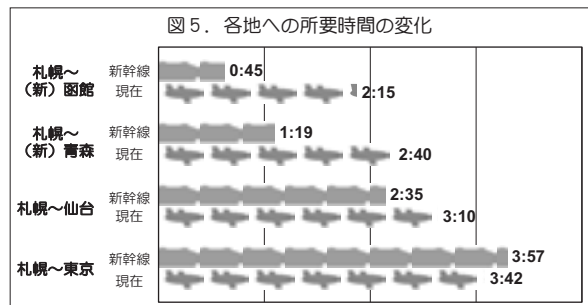 図5．各地への所要時間の変化
札幌～
（新）函館
新幹線 0:45
現在 2:15
札幌～
（新）青森
新幹線 1:19
現在 2:40
札幌～仙台
新幹線 2:35
現在 3:10
札幌～東京
新幹線 3:57
現在 3:42